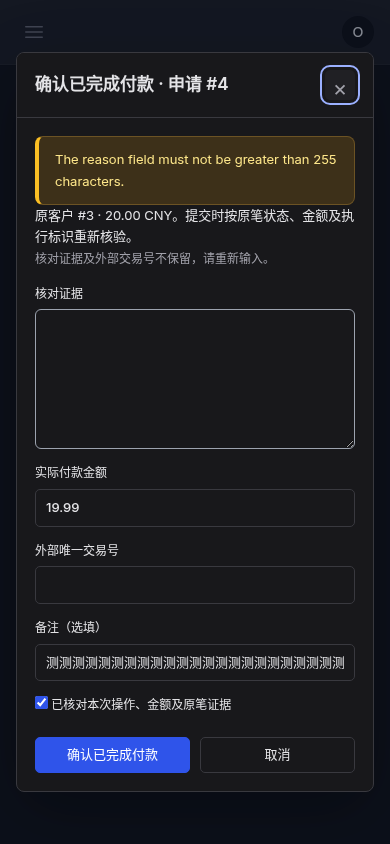 O
确认已完成付款 · 申请 #4
The reason field must not be greater than 255
characters.
原客户 #3 · 20.00 CNY。提交时按原笔状态、金额及执
行标识重新核验。
核对证据及外部交易号不保留，请重新输入。
核对证据
实际付款金额
19.99
外部唯一交易号
备注（选填）
测测测测测测测测测测测测测测测测测测测测测测测
已核对本次操作、金额及原笔证据
确认已完成付款
取消